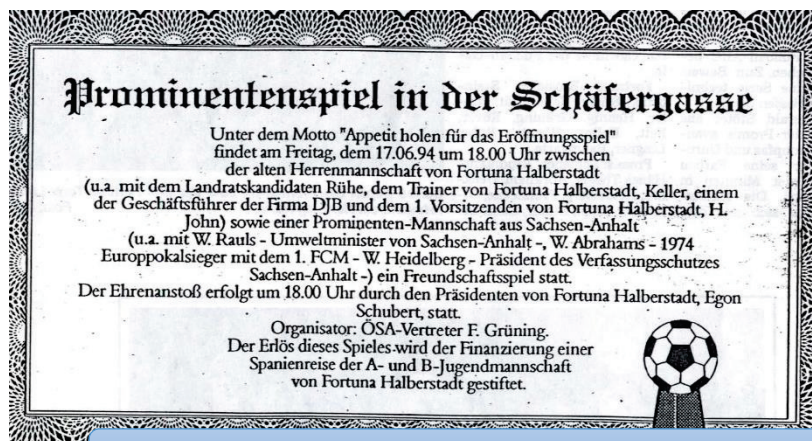 Prominentenspiel in der Schäfergasse
Unter dem Motto "Appetit holen für das Eröffnungsspiel"
findet am Freitag, dem 17.06.94 um 18.00 Uhr zwischen
der alten Herrenmannschaft von Fortuna Halberstadt
(u.a. mit dem Landratskandidaten Rühe, dem Trainer von Fortuna Halberstadt, Keller, einem
der Geschäftsführer der Firma DJB und dem 1. Vorsitzenden von Fortuna Halberstadt, H.
John) sowie einer Prominenten-Mannschaft aus Sachsen-Anhalt
(u.a. mit W. Rauls - Umweltminister von Sachsen-Anhalt -, W. Abrahams - 1974
Europpokalsieger mit dem 1. FCM - W. Heidelberg - Präsident des Verfassungsschutzes
Sachsen-Anhalt -) ein Freundschaftsspiel statt.
Der Ehrenanstoß erfolgt um 18.00 Uhr durch den Präsidenten von Fortuna Halberstadt, Egon
Schubert, statt.
Organisator: ÖSA-Vertreter F. Grüning.
Der Erlös dieses Spieles wird der Finanzierung einer
Spanienreise der A- und B-Jugendmannschaft
von Fortuna Halberstadt gestiftet.